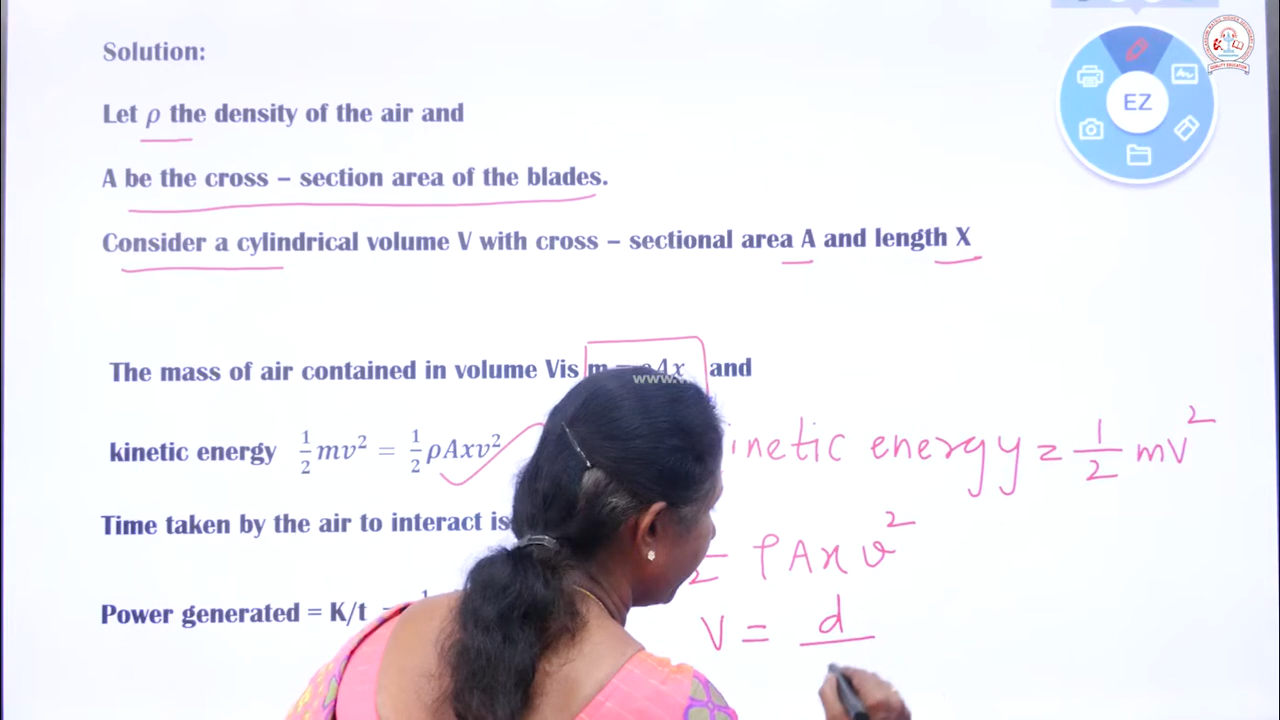 Solution:
EZ
Let ρ the density of the air and
A be the cross – section area of the blades.
Consider a cylindrical volume V with cross – sectional area A and length X
The mass of air contained in volume Vis m = Ax and
kinetic energy 1/2 mv² = 1/2 ρAxv²
inetic energy = 1/2 mv²
Time taken by the air to interact is
2 ρAxv²
Power generated = K/t =
V = d